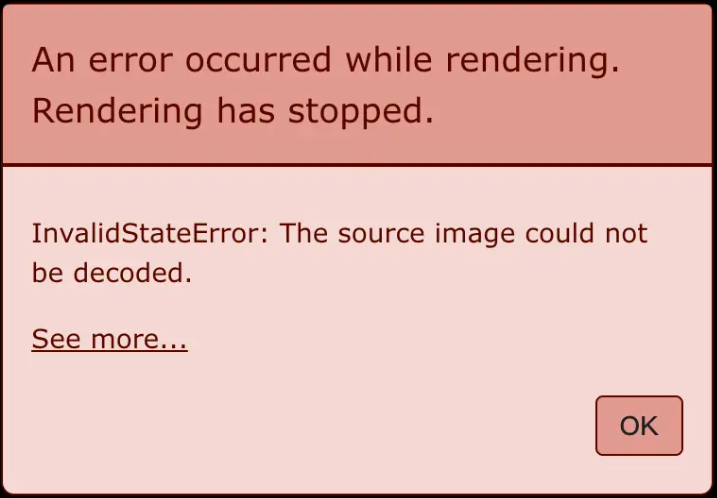 An error occurred while rendering.
Rendering has stopped.
InvalidStateError: The source image could not
be decoded.
See more...
OK